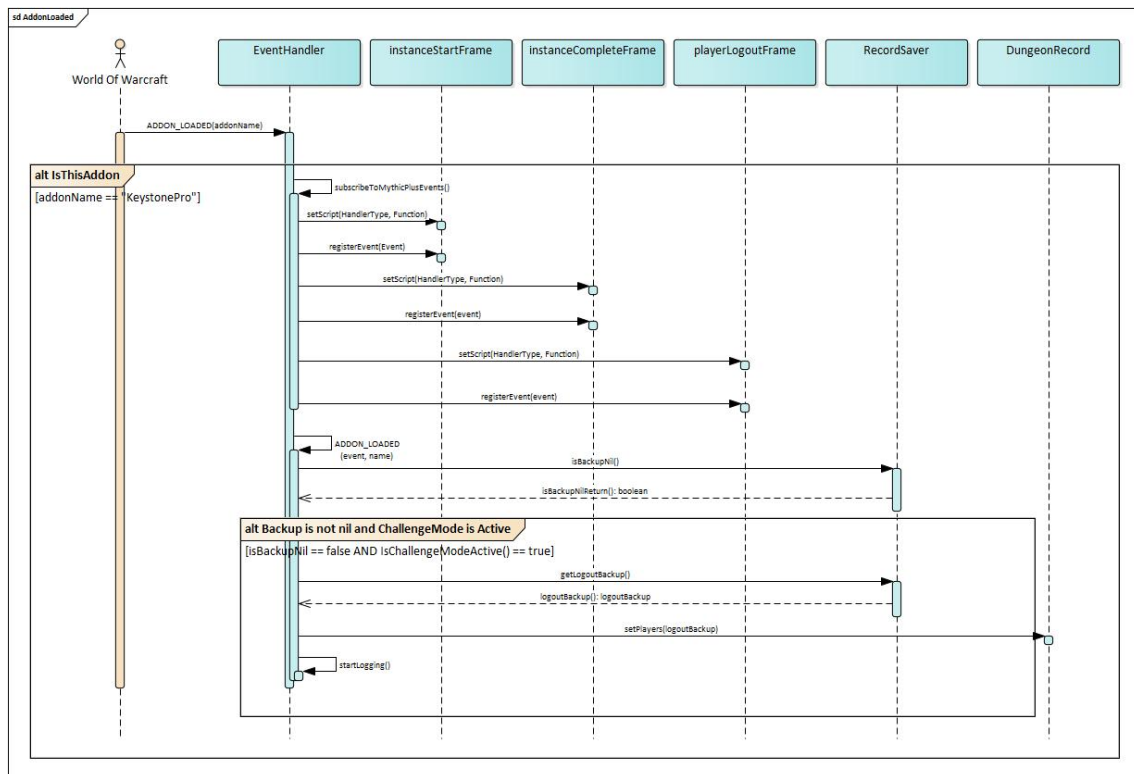 sd AddonLoaded
World Of Warcraft
EventHandler
instanceStartFrame
instanceCompleteFrame
playerLogoutFrame
RecordSaver
DungeonRecord
ADDON_LOADED(addonName)
alt IsThisAddon
[addonName == "KeystonePro"]
subscribeToMythicPlusEvents()
setScript(HandlerType, Function)
registerEvent(Event)
setScript(HandlerType, Function)
registerEvent(event)
setScript(HandlerType, Function)
registerEvent(event)
ADDON_LOADED
(event, name)
isBackupNil()
isBackupNilReturn(): boolean
alt Backup is not nil and ChallengeMode is Active
[isBackupNil == false AND IsChallengeModeActive() == true]
getLogoutBackup()
logoutBackup(): logoutBackup
setPlayers(logoutBackup)
startLogging()